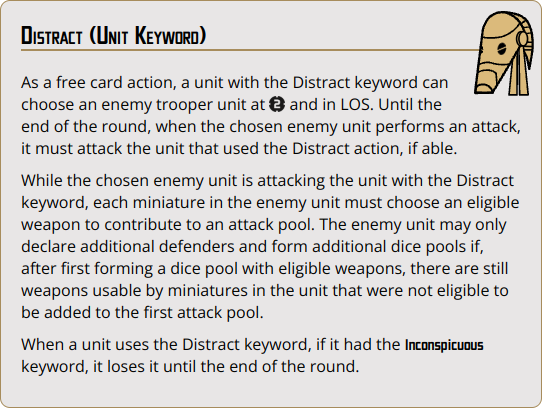 Distract (Unit Keyword)
As a free card action, a unit with the Distract keyword can
choose an enemy trooper unit at 2 and in LOS. Until the
end of the round, when the chosen enemy unit performs an attack,
it must attack the unit that used the Distract action, if able.
While the chosen enemy unit is attacking the unit with the Distract
keyword, each miniature in the enemy unit must choose an eligible
weapon to contribute to an attack pool. The enemy unit may only
declare additional defenders and form additional dice pools if,
after first forming a dice pool with eligible weapons, there are still
weapons usable by miniatures in the unit that were not eligible to
be added to the first attack pool.
When a unit uses the Distract keyword, if it had the Inconspicuous
keyword, it loses it until the end of the round.